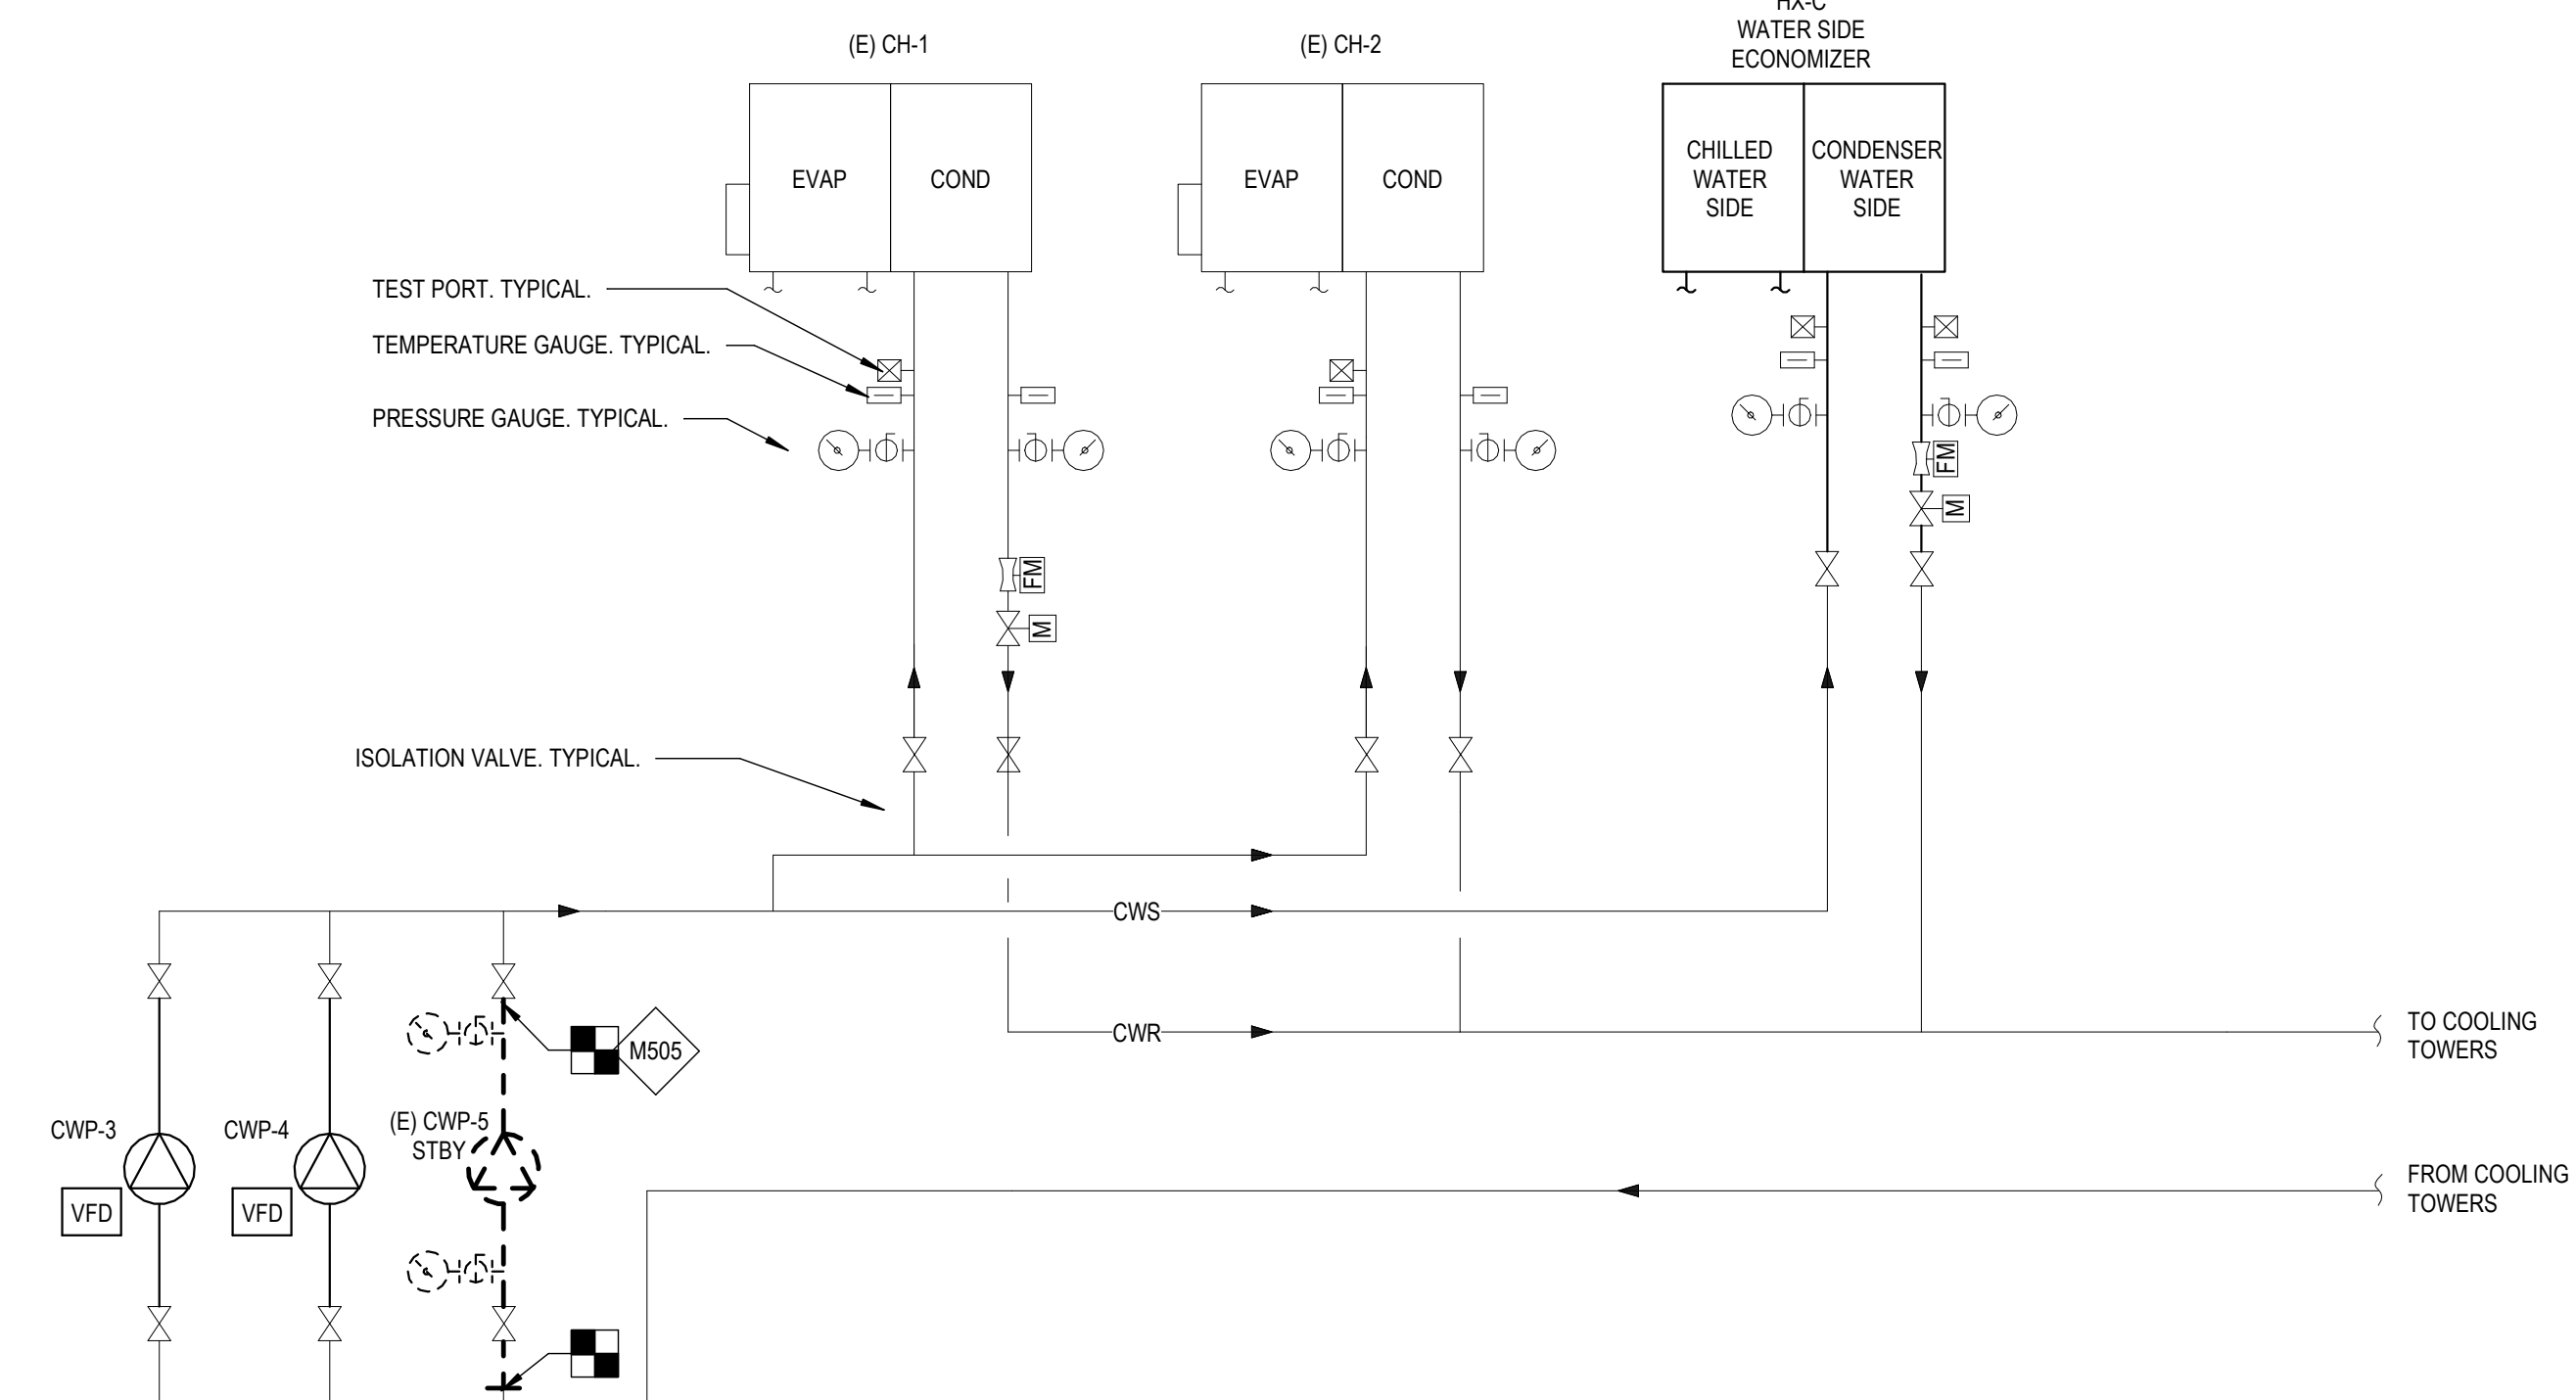 HX-C
WATER SIDE
ECONOMIZER
(E) CH-1
(E) CH-2
EVAP
COND
EVAP
COND
CHILLED
WATER
SIDE
CONDENSER
WATER
SIDE
TEST PORT. TYPICAL.
TEMPERATURE GAUGE. TYPICAL.
PRESSURE GAUGE. TYPICAL.
FM
M
FM
M
ISOLATION VALVE. TYPICAL.
CWS
CWR
TO COOLING
TOWERS
M505
CWP-3
CWP-4
(E) CWP-5
STBY
VFD
VFD
FROM COOLING
TOWERS